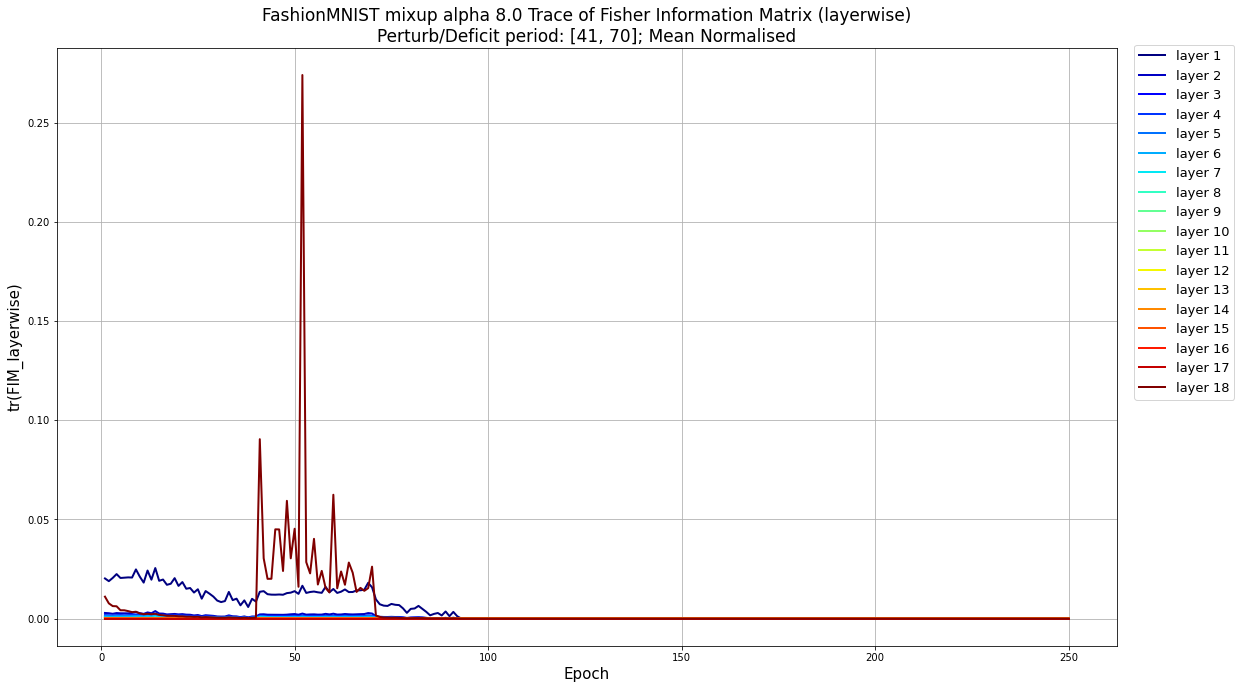 FashionMNIST mixup alpha 8.0 Trace of Fisher Information Matrix (layerwise)
Perturb/Deficit period: [41, 70]; Mean Normalised
tr(FIM_layerwise)
0.25
0.20
0.15
0.10
0.05
0.00
0
50
100
150
200
250
Epoch
layer 1
layer 2
layer 3
layer 4
layer 5
layer 6
layer 7
layer 8
layer 9
layer 10
layer 11
layer 12
layer 13
layer 14
layer 15
layer 16
layer 17
layer 18